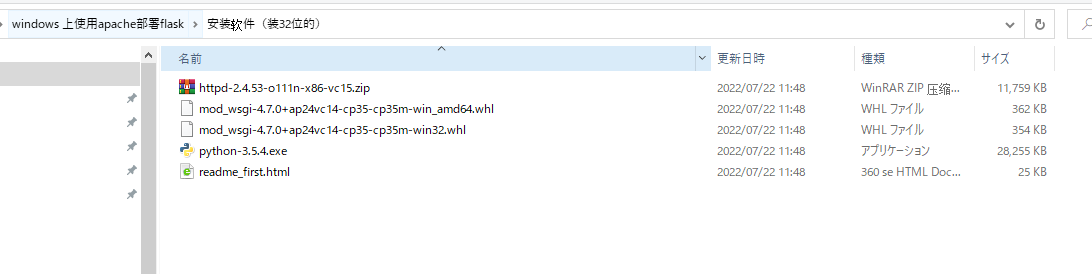 windows 上使用apache部署flask > 安装软件（装32位的）
名前 更新日時 種類 サイズ
httpd-2.4.53-o111n-x86-vc15.zip 2022/07/22 11:48 WinRAR ZIP 压缩... 11,759 KB
mod_wsgi-4.7.0+ap24vc14-cp35-cp35m-win_amd64.whl 2022/07/22 11:48 WHL ファイル 362 KB
mod_wsgi-4.7.0+ap24vc14-cp35-cp35m-win32.whl 2022/07/22 11:48 WHL ファイル 354 KB
python-3.5.4.exe 2022/07/22 11:48 アプリケーション 28,255 KB
readme_first.html 2022/07/22 11:48 360 se HTML Doc... 25 KB